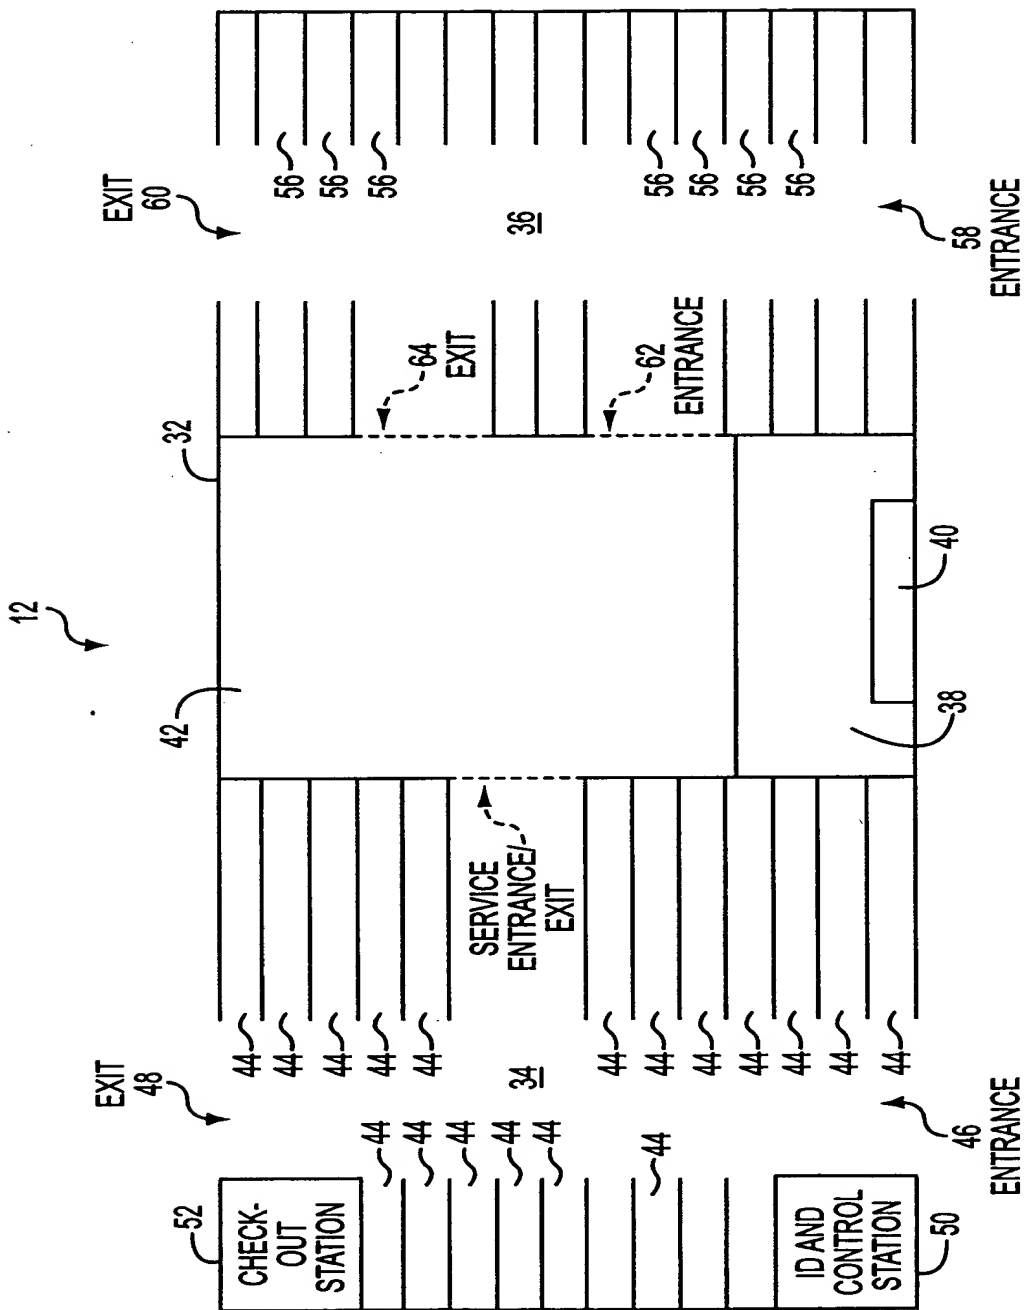 12
EXIT
48
EXIT
60
52
CHECK-
OUT
STATION
44
44
44
44
44
44
44
44
44
44
44
34
SERVICE
ENTRANCE/
EXIT
44
44
44
44
44
44
44
ID AND
CONTROL
STATION
50
46
ENTRANCE
42
32
38
40
64
EXIT
62
ENTRANCE
36
56
56
56
56
56
56
56
58
ENTRANCE